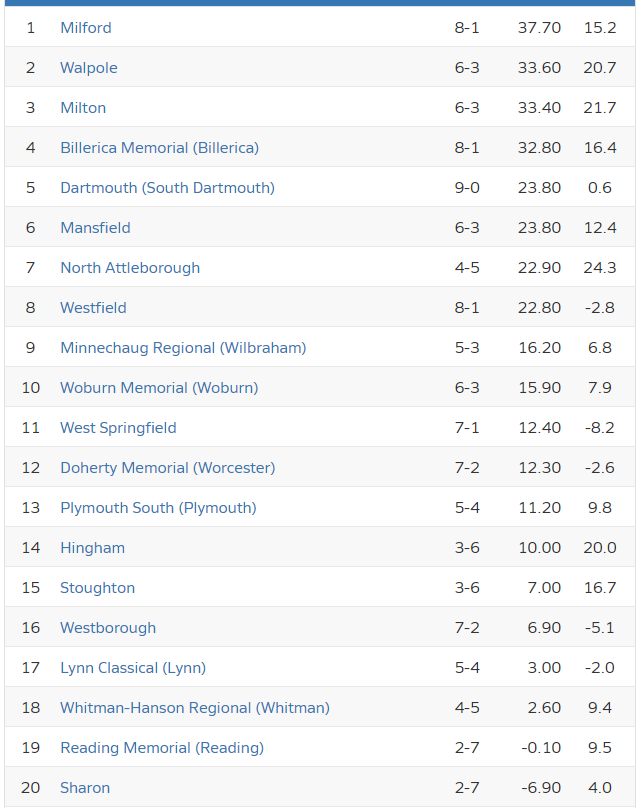 1 Milford 8-1 37.70 15.2
2 Walpole 6-3 33.60 20.7
3 Milton 6-3 33.40 21.7
4 Billerica Memorial (Billerica) 8-1 32.80 16.4
5 Dartmouth (South Dartmouth) 9-0 23.80 0.6
6 Mansfield 6-3 23.80 12.4
7 North Attleborough 4-5 22.90 24.3
8 Westfield 8-1 22.80 -2.8
9 Minnechaug Regional (Wilbraham) 5-3 16.20 6.8
10 Woburn Memorial (Woburn) 6-3 15.90 7.9
11 West Springfield 7-1 12.40 -8.2
12 Doherty Memorial (Worcester) 7-2 12.30 -2.6
13 Plymouth South (Plymouth) 5-4 11.20 9.8
14 Hingham 3-6 10.00 20.0
15 Stoughton 3-6 7.00 16.7
16 Westborough 7-2 6.90 -5.1
17 Lynn Classical (Lynn) 5-4 3.00 -2.0
18 Whitman-Hanson Regional (Whitman) 4-5 2.60 9.4
19 Reading Memorial (Reading) 2-7 -0.10 9.5
20 Sharon 2-7 -6.90 4.0